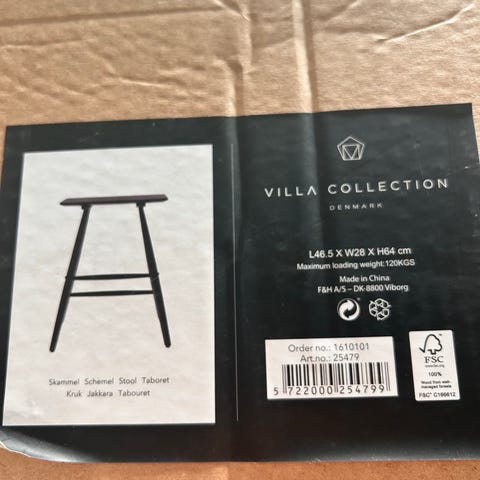 Skammel Schemel Stool Taboret
Kruk Jakkara Tabouret
VILLA COLLECTION
DENMARK
L46.5 X W28 X H64 cm
Maximum loading weight:120KGS
Made in China
F&H A/S – DK-8800 Viborg
Order no.: 1610101
Art.no.: 25479
5 722000 254799
FSC
www.fsc.org
100%
Wood from well-
managed forests
FSC® C166612